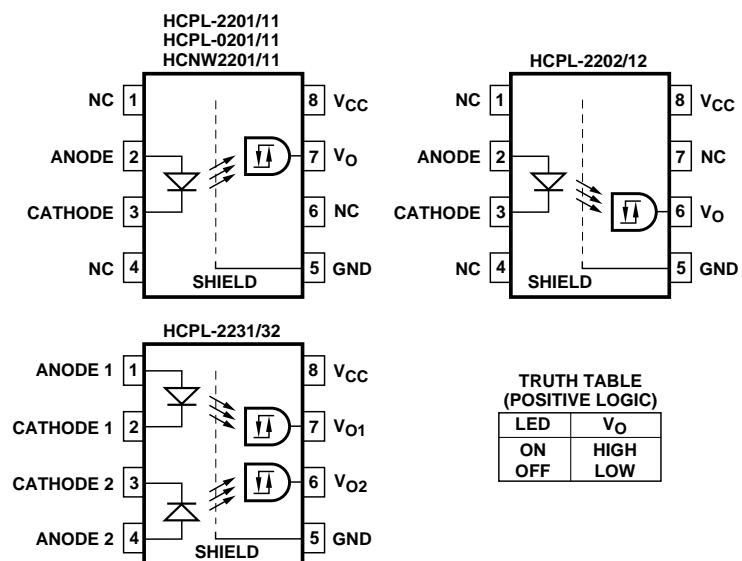 HCPL-2201/11
HCPL-0201/11
HCNW2201/11
NC 1
ANODE 2
CATHODE 3
NC 4
8 VCC
7 VO
6 NC
5 GND
SHIELD
HCPL-2202/12
NC 1
ANODE 2
CATHODE 3
NC 4
8 VCC
7 NC
6 VO
5 GND
SHIELD
HCPL-2231/32
ANODE 1 1
CATHODE 1 2
CATHODE 2 3
ANODE 2 4
8 VCC
7 VO1
6 VO2
5 GND
SHIELD
TRUTH TABLE
(POSITIVE LOGIC)
LED VO
ON HIGH
OFF LOW